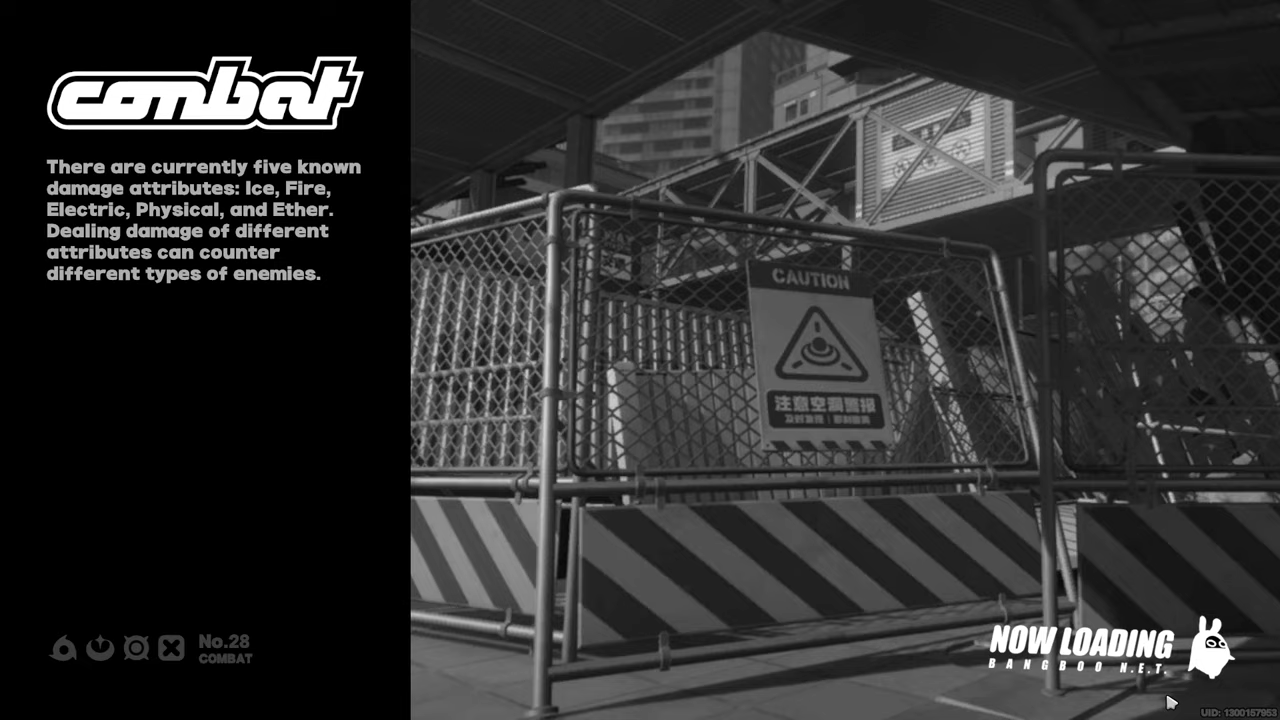 combat
There are currently five known
damage attributes: Ice, Fire,
Electric, Physical, and Ether.
Dealing damage of different
attributes can counter
different types of enemies.
CAUTION
注意空洞警报
No.28
COMBAT
NOW LOADING
BANGBOO N.E.T.
UID: 1300157953